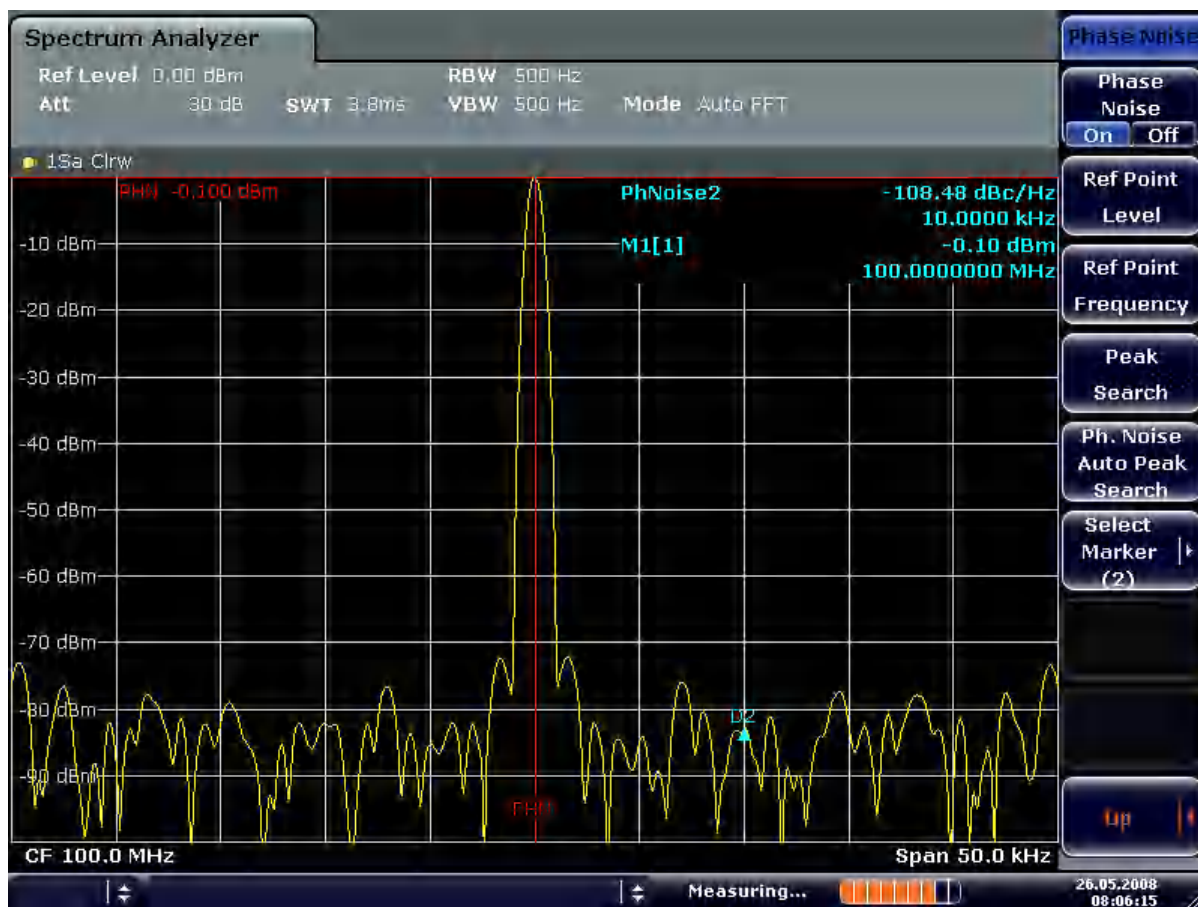 Spectrum Analyzer
Ref Level 0.00 dBm RBW 500 Hz
Att 30 dB SWT 3.8ms VBW 500 Hz Mode Auto FFT
1Sa Clrw
PHN -0.100 dBm
PhNoise2 -108.48 dBc/Hz
10.0000 kHz
M1[1] -0.10 dBm
100.0000000 MHz
-10 dBm
-20 dBm
-30 dBm
-40 dBm
-50 dBm
-60 dBm
-70 dBm
-80 dBm
D2
-90 dBm
PHN
CF 100.0 MHz Span 50.0 kHz
Measuring...
26.05.2008
08:06:15
Phase Noise
Phase
Noise
On Off
Ref Point
Level
Ref Point
Frequency
Peak
Search
Ph. Noise
Auto Peak
Search
Select
Marker
(2)
Up